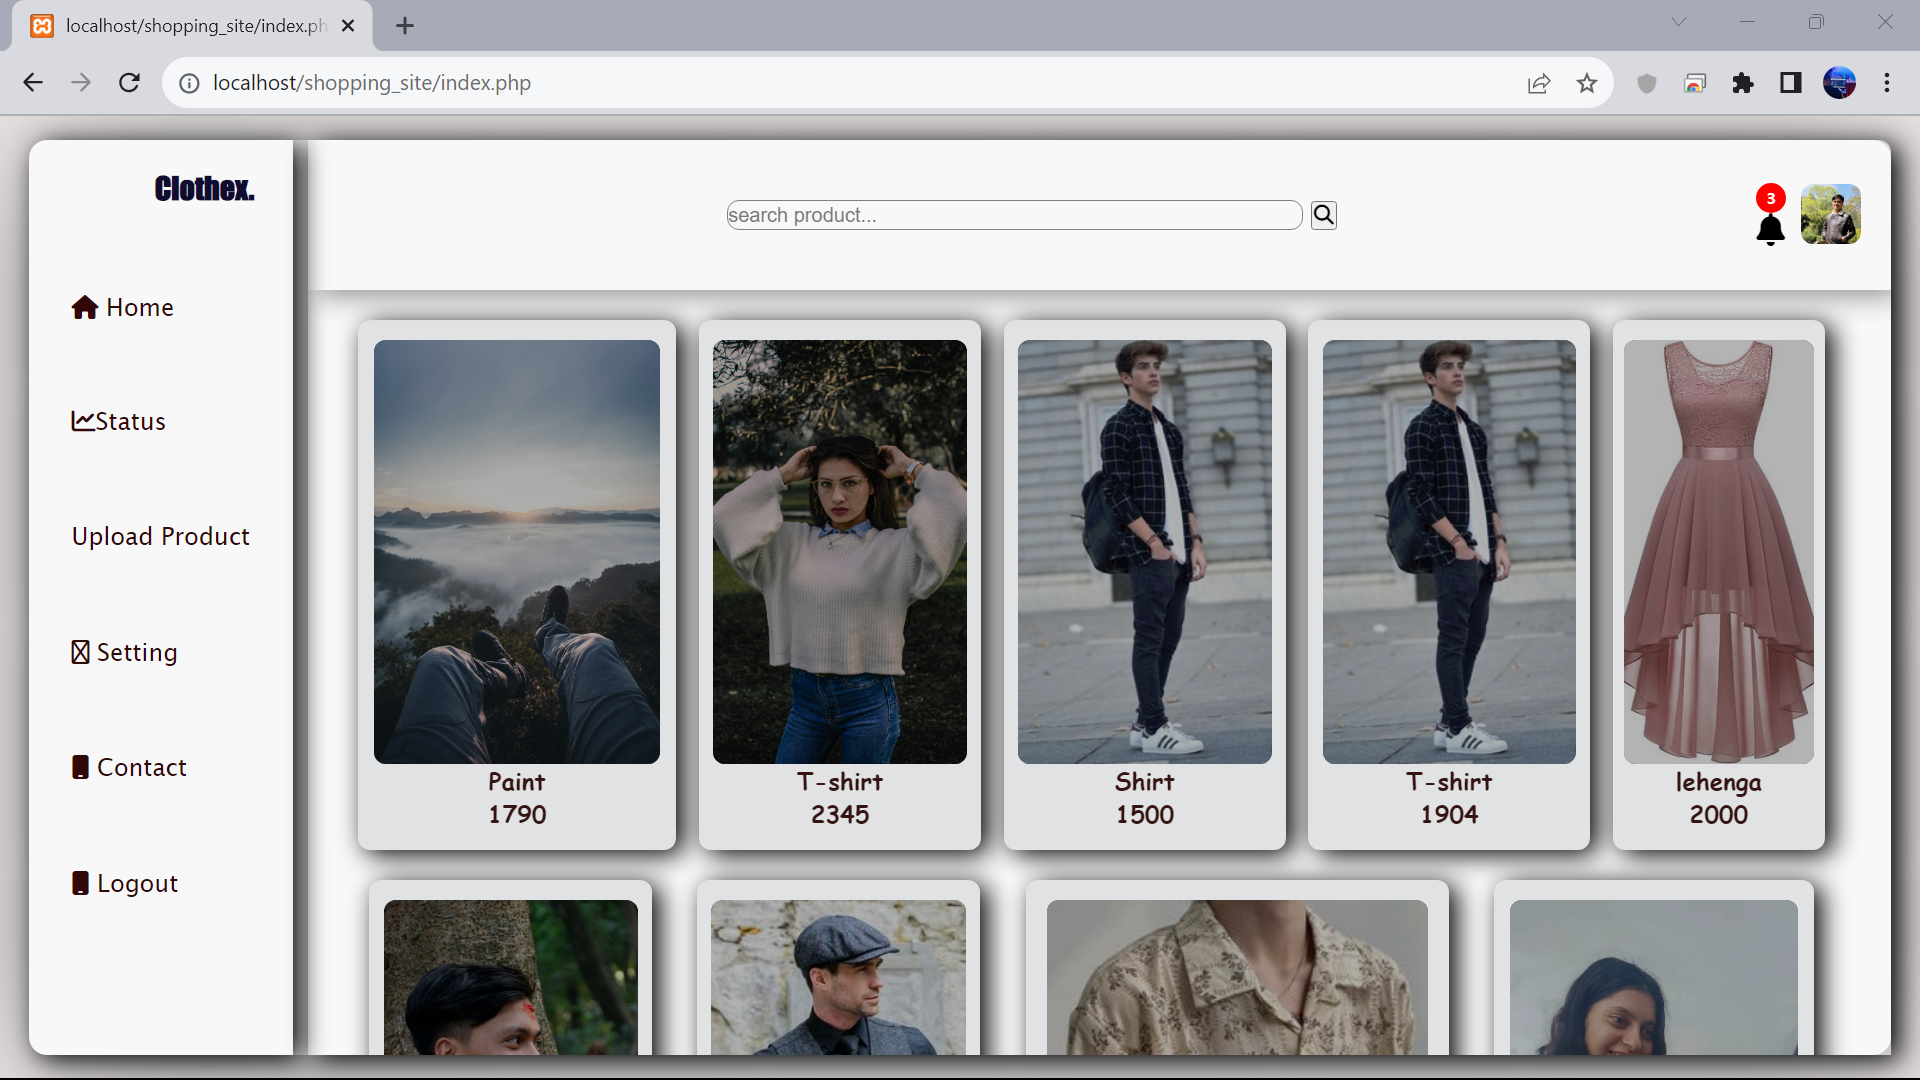 localhost/shopping_site/index.ph
localhost/shopping_site/index.php
Clothex.
search product...
3
Home
Status
Upload Product
Setting
Contact
Logout
Paint
1790
T-shirt
2345
Shirt
1500
T-shirt
1904
lehenga
2000